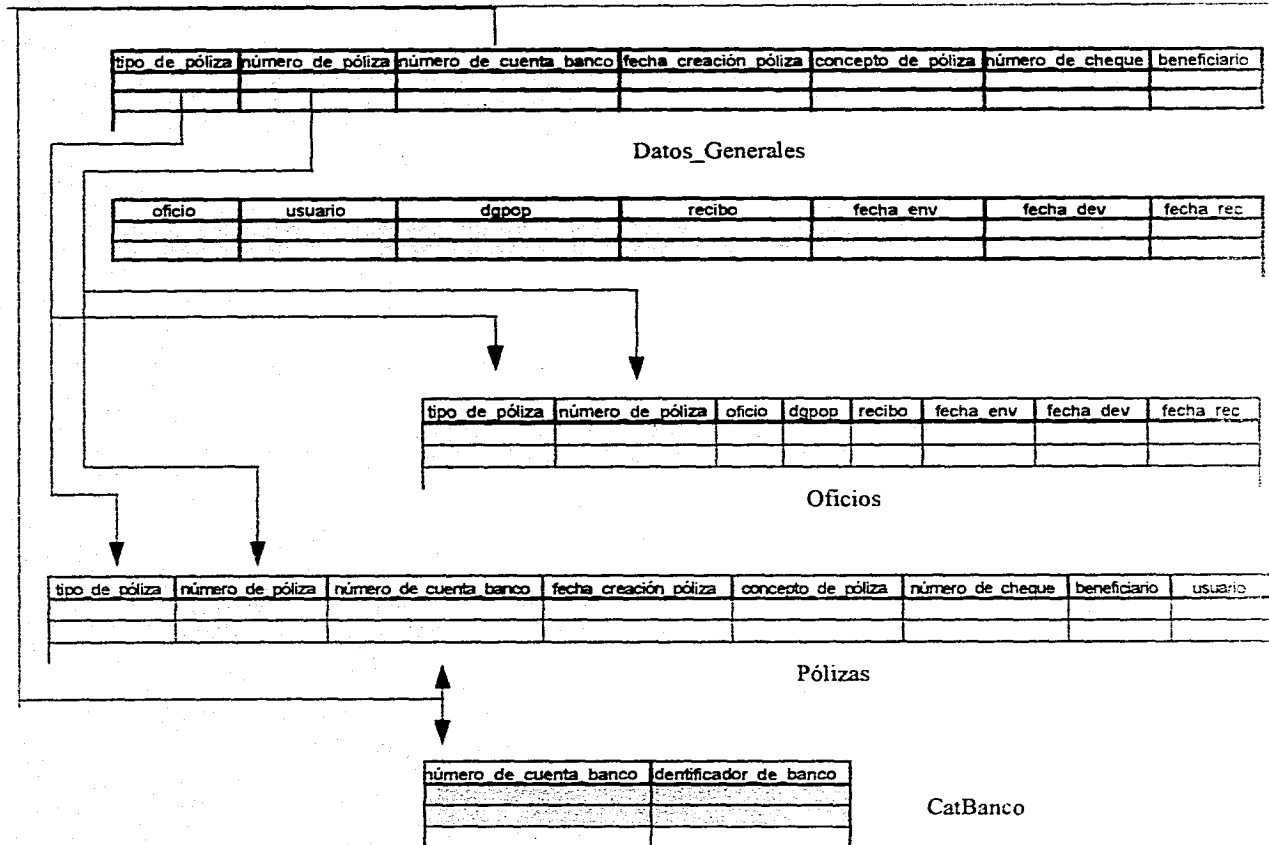 tipo_de_póliza número_de_póliza número_de_cuenta_banco fecha_creación_póliza concepto_de_póliza número_de_cheque beneficiario
Datos_Generales
oficio usuario dgpop recibo fecha_env fecha_dev fecha_rec
tipo_de_póliza número_de_póliza oficio dgpop recibo fecha_env fecha_dev fecha_rec
Oficios
tipo_de_póliza número_de_póliza número_de_cuenta_banco fecha_creación_póliza concepto_de_póliza número_de_cheque beneficiario usuario
Pólizas
número_de_cuenta_banco identificador_de_banco
CatBanco